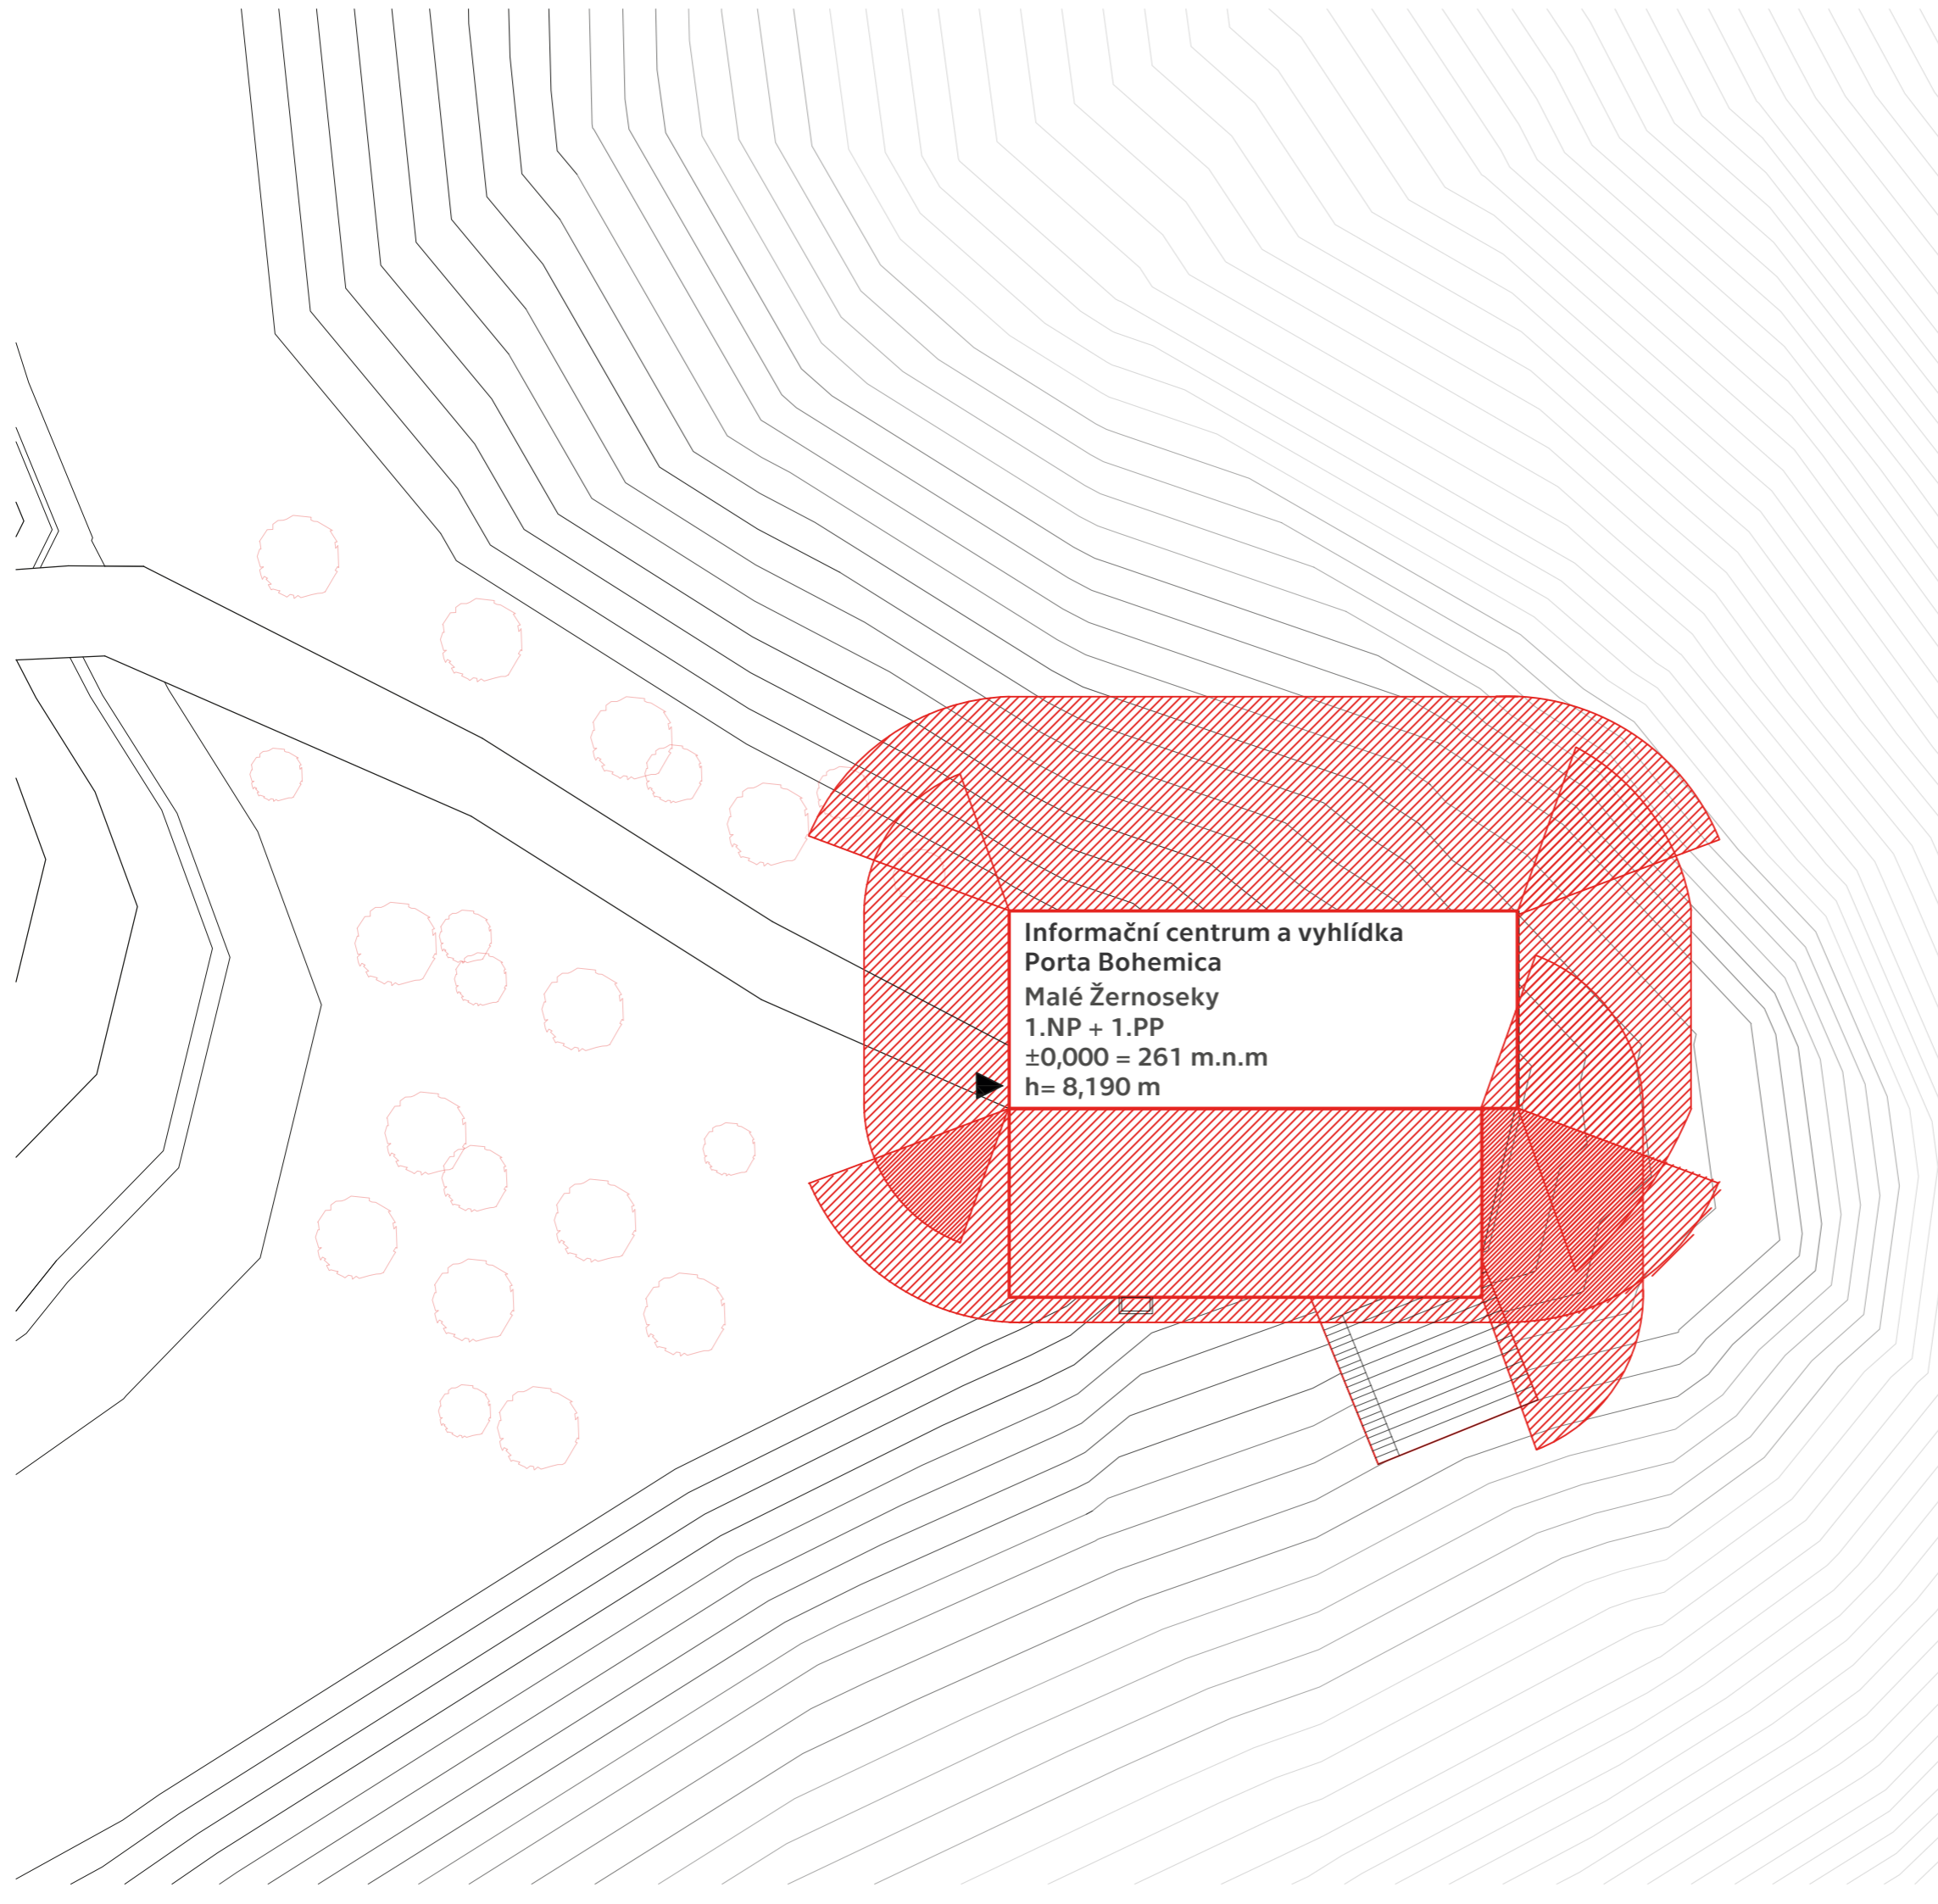 Informační centrum a vyhlídka
Porta Bohemica
Malé Žernoseky
1.NP + 1.PP
±0,000 = 261 m.n.m
h= 8,190 m